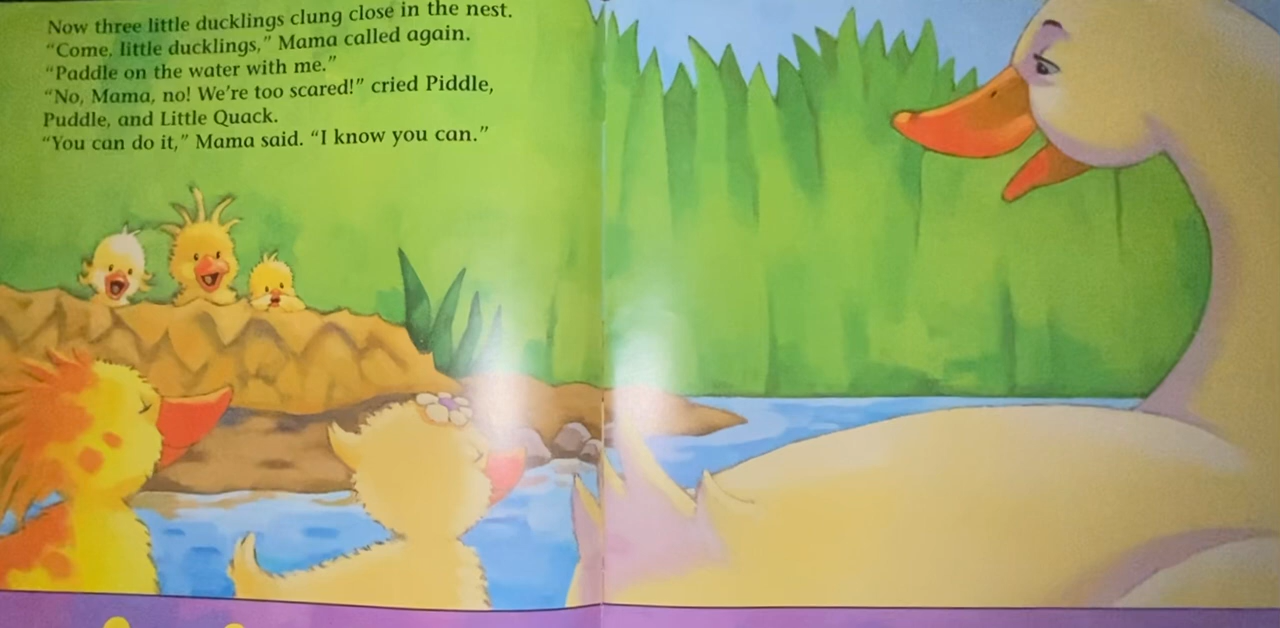 Now three little ducklings clung close in the nest.
“Come, little ducklings,” Mama called again.
“Paddle on the water with me.”
“No, Mama, no! We’re too scared!” cried Piddle,
Puddle, and Little Quack.
“You can do it,” Mama said. “I know you can.”